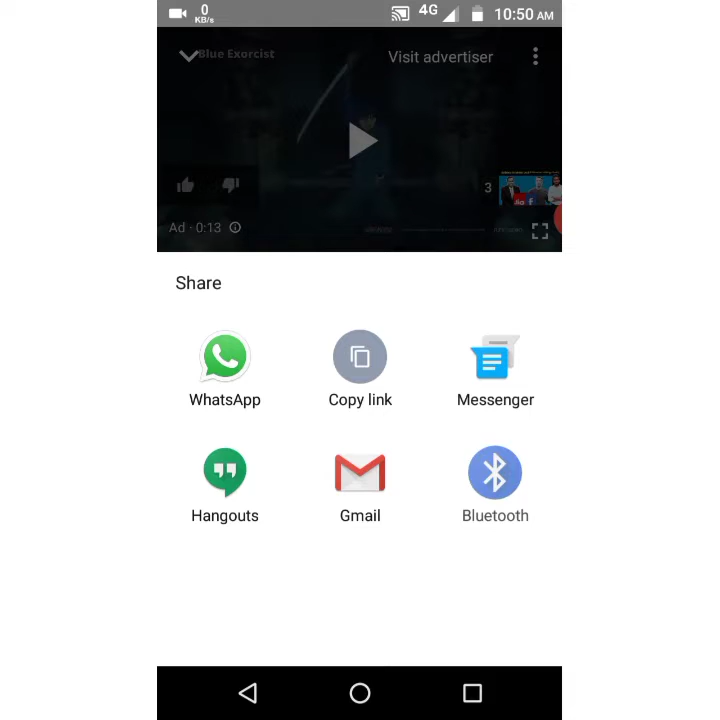 0
KB/s
4G
10:50 AM
Blue Exorcist
Visit advertiser
3
Jio
Ad · 0:13
Share
WhatsApp
Copy link
Messenger
Hangouts
Gmail
Bluetooth